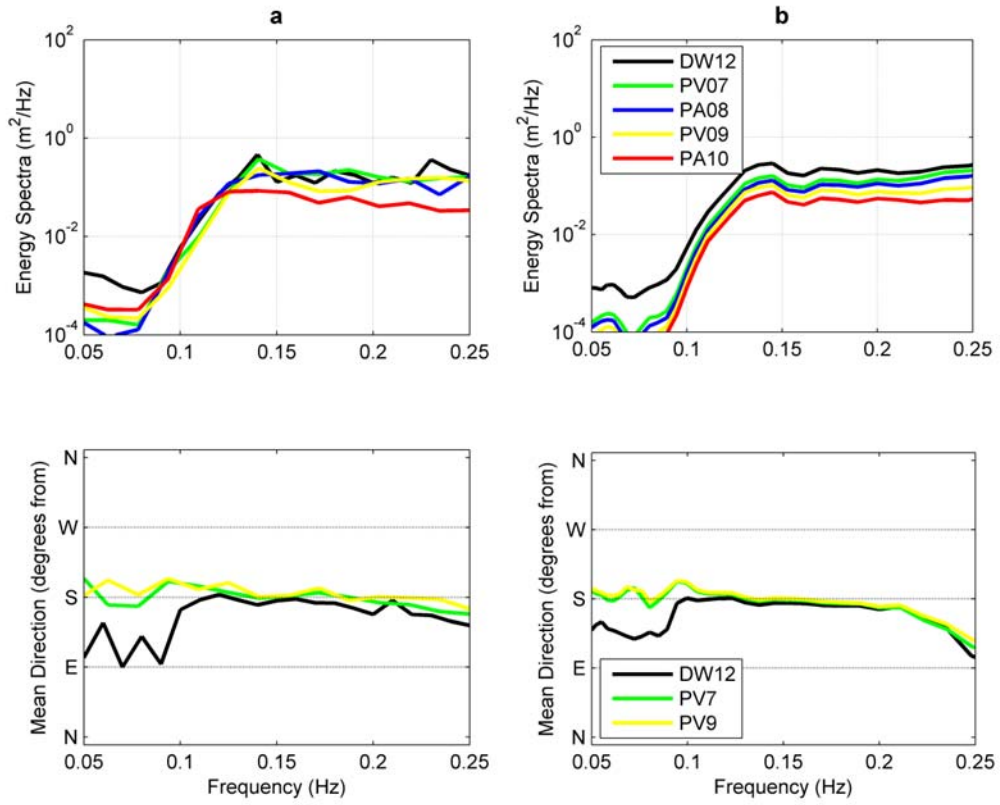 a
10^2
10^0
10^-2
10^-4
Energy Spectra (m^2/Hz)
0.05 0.1 0.15 0.2 0.25
b
10^2
10^0
10^-2
10^-4
Energy Spectra (m^2/Hz)
DW12
PV07
PA08
PV09
PA10
0.05 0.1 0.15 0.2 0.25
N
W
S
E
N
Mean Direction (degrees from)
0.05 0.1 0.15 0.2 0.25
Frequency (Hz)
N
W
S
E
N
Mean Direction (degrees from)
DW12
PV7
PV9
0.05 0.1 0.15 0.2 0.25
Frequency (Hz)